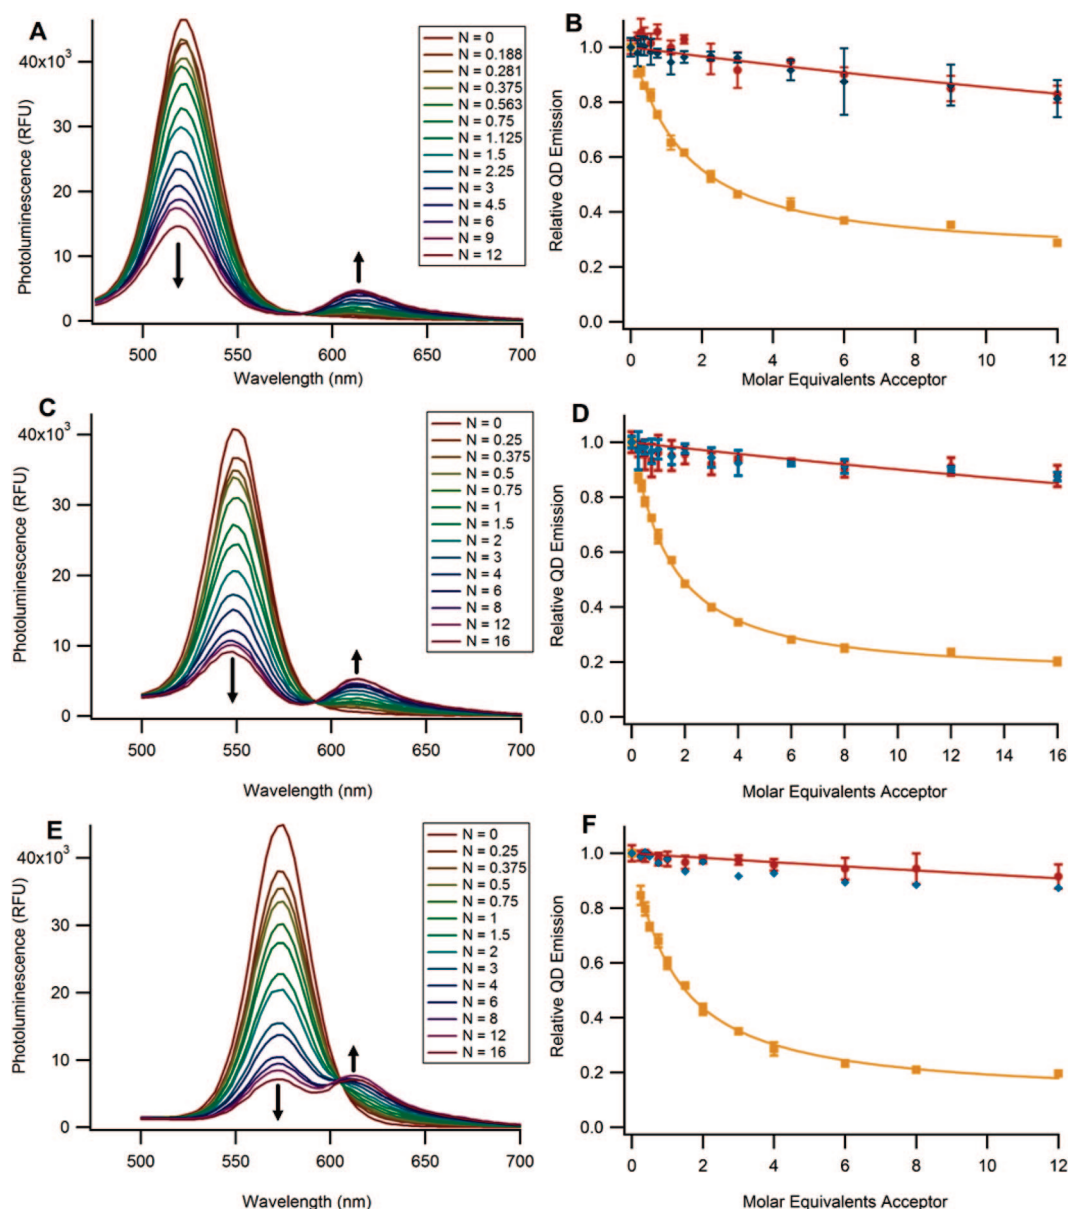 A
Photoluminescence (RFU)
40x10³
30
20
10
0
500
550
600
650
700
Wavelength (nm)
N = 0
N = 0.188
N = 0.281
N = 0.375
N = 0.563
N = 0.75
N = 1.125
N = 1.5
N = 2.25
N = 3
N = 4.5
N = 6
N = 9
N = 12
B
Relative QD Emission
1.0
0.8
0.6
0.4
0.2
0.0
0
2
4
6
8
10
12
Molar Equivalents Acceptor
C
Photoluminescence (RFU)
40x10³
30
20
10
0
500
550
600
650
700
Wavelength (nm)
N = 0
N = 0.25
N = 0.375
N = 0.5
N = 0.75
N = 1
N = 1.5
N = 2
N = 3
N = 4
N = 6
N = 8
N = 12
N = 16
D
Relative QD Emission
1.0
0.8
0.6
0.4
0.2
0.0
0
2
4
6
8
10
12
14
16
Molar Equivalents Acceptor
E
Photoluminescence (RFU)
40x10³
30
20
10
0
500
550
600
650
700
Wavelength (nm)
N = 0
N = 0.25
N = 0.375
N = 0.5
N = 0.75
N = 1
N = 1.5
N = 2
N = 3
N = 4
N = 6
N = 8
N = 12
N = 16
F
Relative QD Emission
1.0
0.8
0.6
0.4
0.2
0.0
0
2
4
6
8
10
12
Molar Equivalents Acceptor